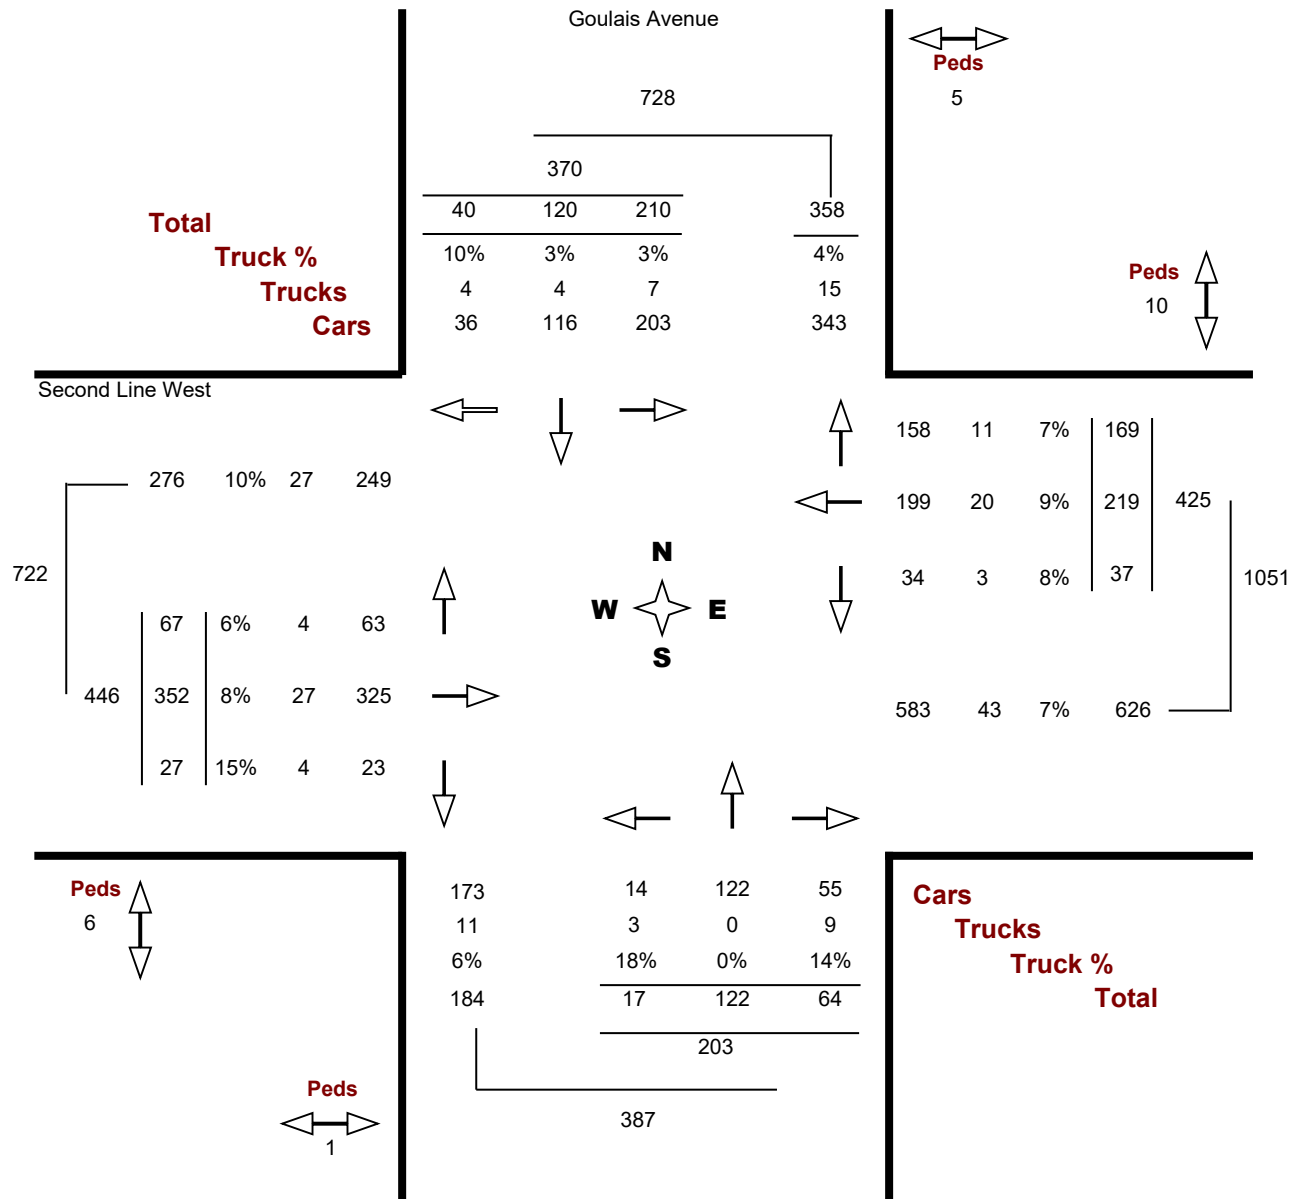 Goulais Avenue
Peds
5
728
370
Total 40 120 210 358
Truck % 10% 3% 3% 4%
Trucks 4 4 7 15
Cars 36 116 203 343
Peds
10
Second Line West
158 11 7% 169
276 10% 27 249
199 20 9% 219 425
N
722
34 3 8% 37 1051
W E
67 6% 4 63
S
446 352 8% 27 325
583 43 7% 626
27 15% 4 23
Peds
6
173 14 122 55 Cars
11 3 0 9 Trucks
6% 18% 0% 14% Truck %
184 17 122 64 Total
203
Peds
1
387